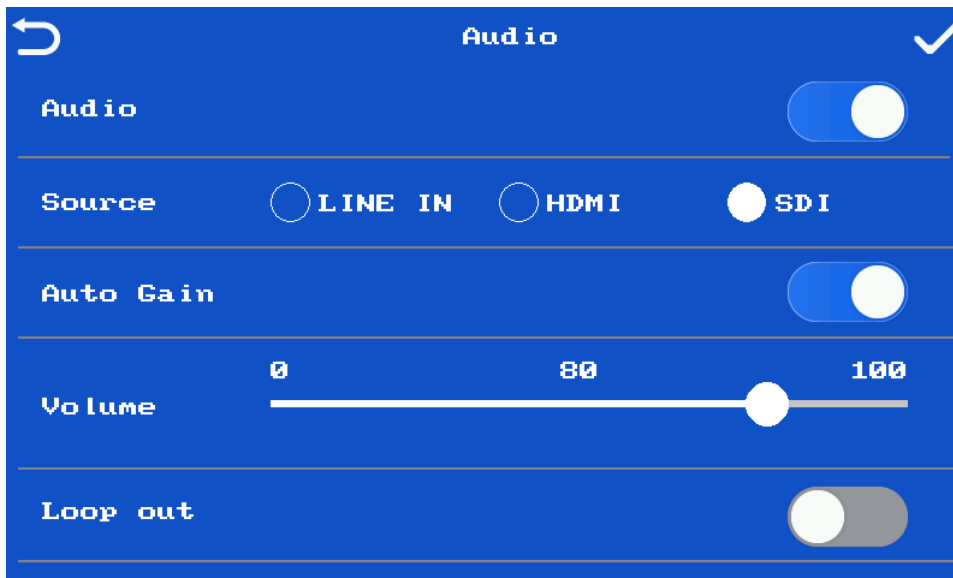 Audio
Audio
Source LINE IN HDMI SDI
Auto Gain
0 80 100
Volume
Loop out